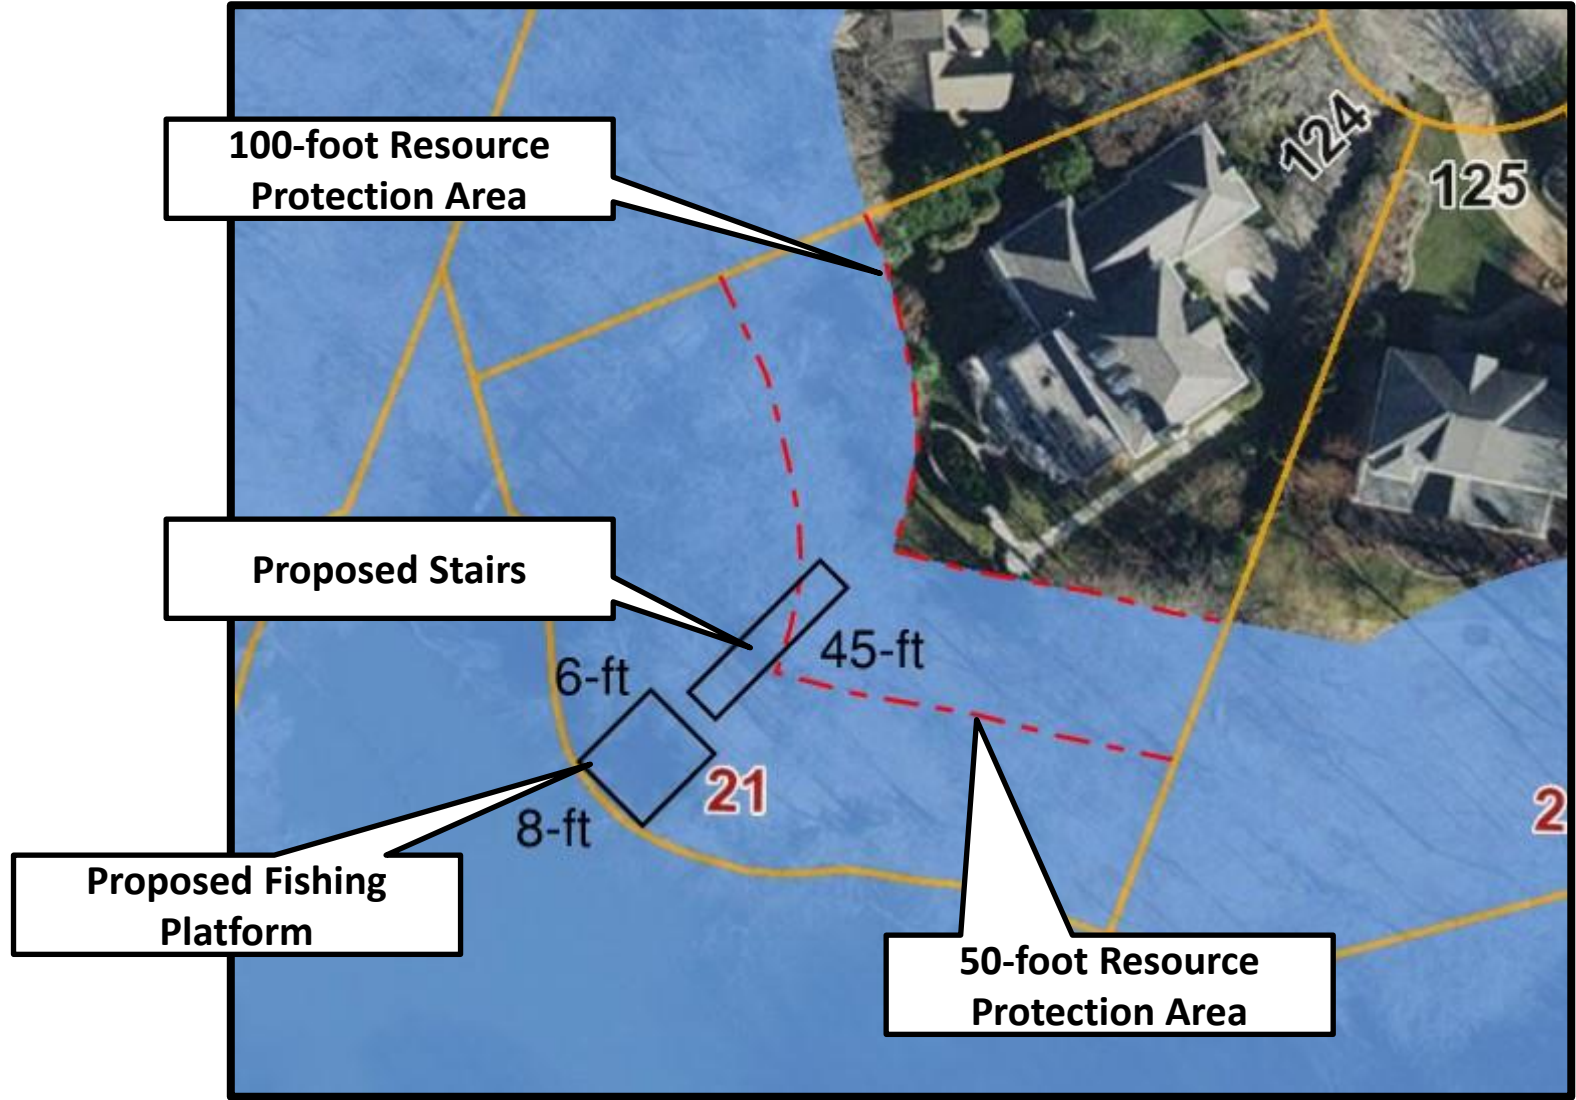 100-foot Resource
Protection Area
124
125
Proposed Stairs
45-ft
6-ft
21
2
8-ft
Proposed Fishing
Platform
50-foot Resource
Protection Area